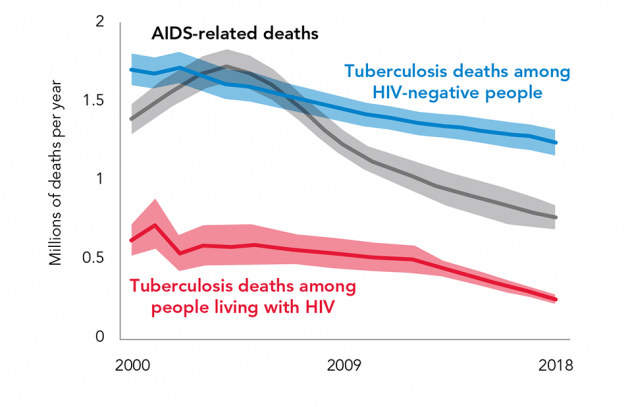 2
AIDS-related deaths
Tuberculosis deaths among
HIV-negative people
1.5
Millions of deaths per year
1
0.5
Tuberculosis deaths among
people living with HIV
0
2000
2009
2018